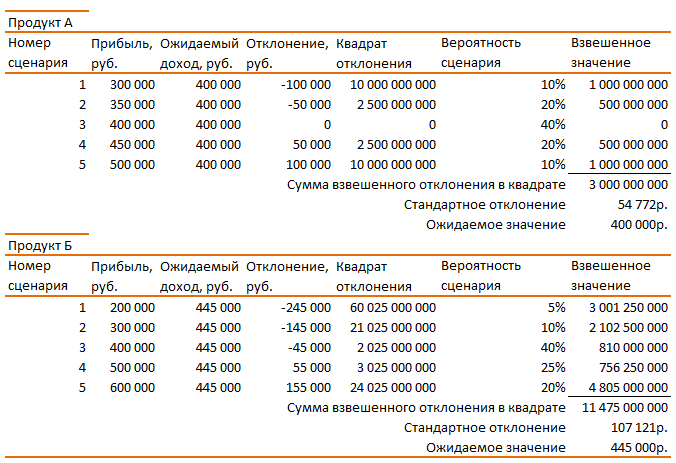 Продукт А
Номер Прибыль, Ожидаемый Отклонение, Квадрат Вероятность Взвешенное
сценария руб. доход, руб. руб. отклонения сценария значение
1 300 000 400 000 -100 000 10 000 000 000 10% 1 000 000 000
2 350 000 400 000 -50 000 2 500 000 000 20% 500 000 000
3 400 000 400 000 0 0 40% 0
4 450 000 400 000 50 000 2 500 000 000 20% 500 000 000
5 500 000 400 000 100 000 10 000 000 000 10% 1 000 000 000
Сумма взвешенного отклонения в квадрате 3 000 000 000
Стандартное отклонение 54 772р.
Ожидаемое значение 400 000р.
Продукт Б
Номер Прибыль, Ожидаемый Отклонение, Квадрат Вероятность Взвешенное
сценария руб. доход, руб. руб. отклонения сценария значение
1 200 000 445 000 -245 000 60 025 000 000 5% 3 001 250 000
2 300 000 445 000 -145 000 21 025 000 000 10% 2 102 500 000
3 400 000 445 000 -45 000 2 025 000 000 40% 810 000 000
4 500 000 445 000 55 000 3 025 000 000 25% 756 250 000
5 600 000 445 000 155 000 24 025 000 000 20% 4 805 000 000
Сумма взвешенного отклонения в квадрате 11 475 000 000
Стандартное отклонение 107 121р.
Ожидаемое значение 445 000р.